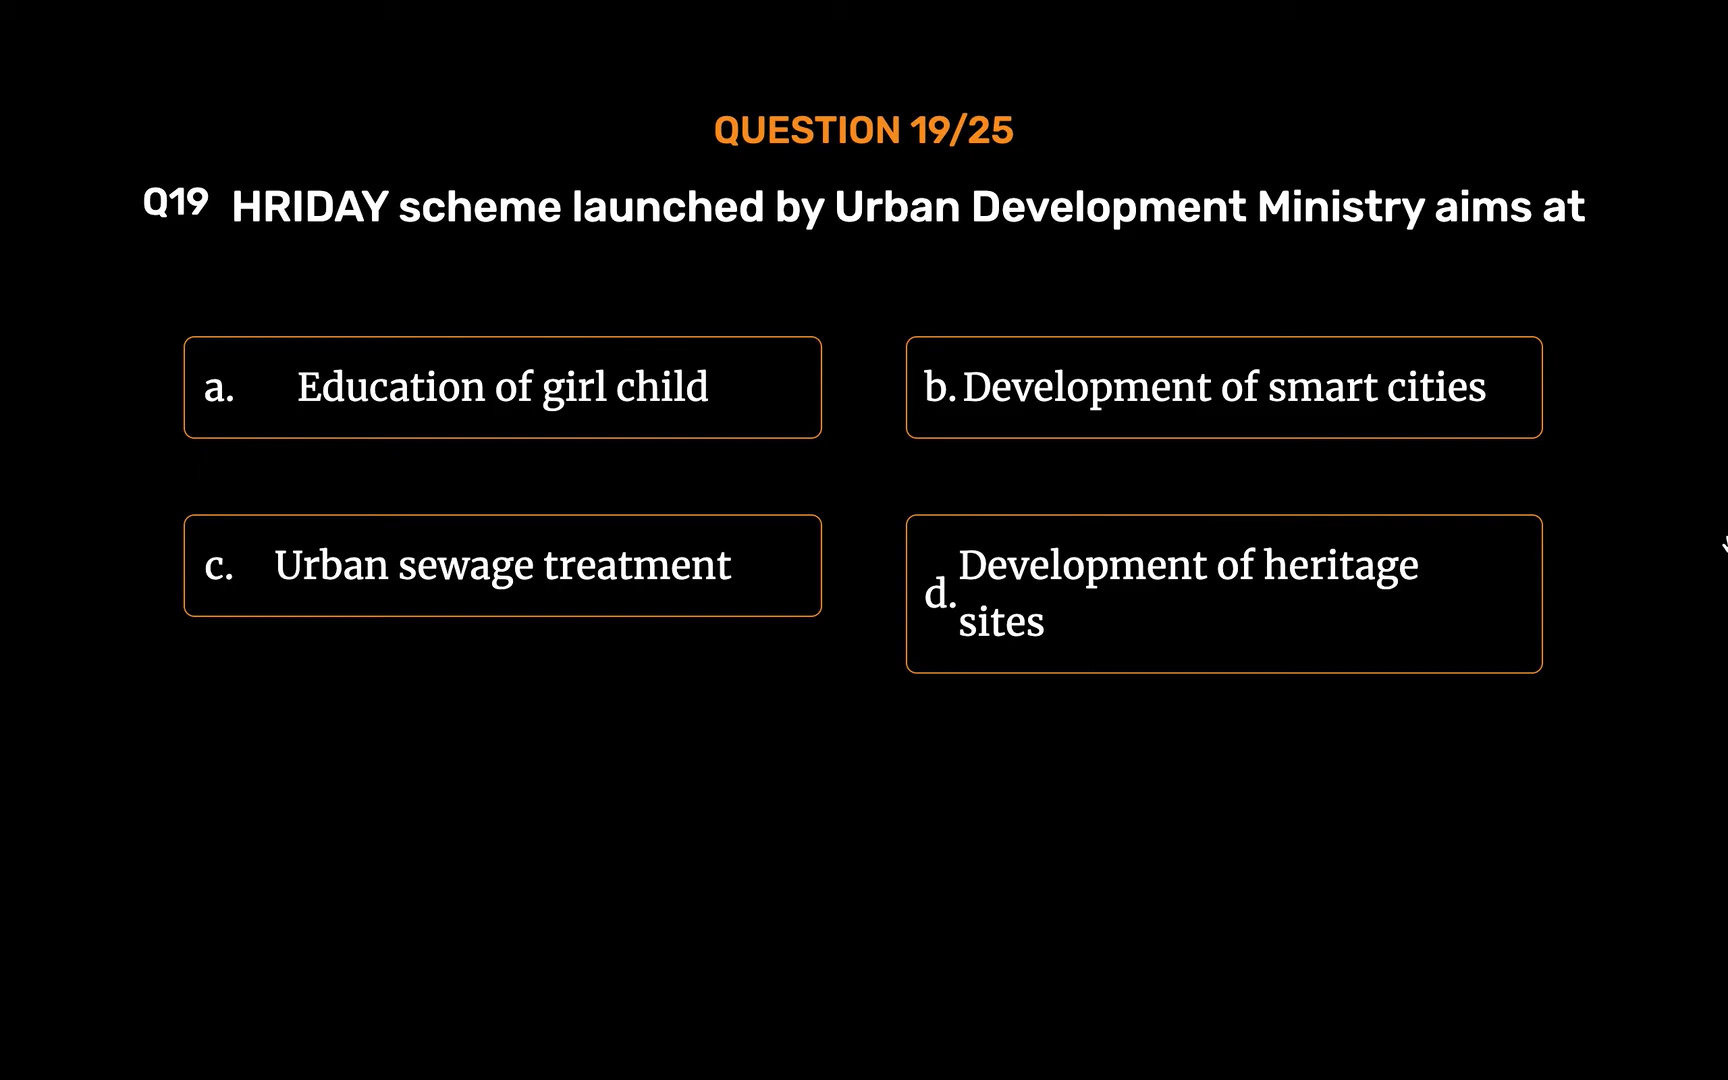 QUESTION 19/25
Q19 HRIDAY scheme launched by Urban Development Ministry aims at
a. Education of girl child
b. Development of smart cities
c. Urban sewage treatment
d. Development of heritage
sites